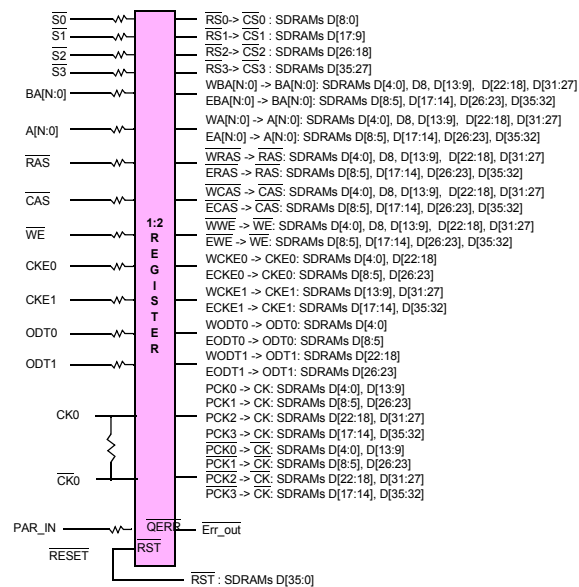 S0
S1
S2
S3
BA[N:0]
A[N:0]
RAS
CAS
WE
CKE0
CKE1
ODT0
ODT1
CK0
CK0
PAR_IN
RESET
1:2
R
E
G
I
S
T
E
R
QERR
RST
RS0-> CS0 : SDRAMs D[8:0]
RS1-> CS1 : SDRAMs D[17:9]
RS2-> CS2 : SDRAMs D[26:18]
RS3-> CS3 : SDRAMs D[35:27]
WBA[N:0] -> BA[N:0]: SDRAMs D[4:0], D8, D[13:9], D[22:18], D[31:27]
EBA[N:0] -> BA[N:0]: SDRAMs D[8:5], D[17:14], D[26:23], D[35:32]
WA[N:0] -> A[N:0]: SDRAMs D[4:0], D8, D[13:9], D[22:18], D[31:27]
EA[N:0] -> A[N:0]: SDRAMs D[8:5], D[17:14], D[26:23], D[35:32]
WRAS -> RAS: SDRAMs D[4:0], D8, D[13:9], D[22:18], D[31:27]
ERAS -> RAS: SDRAMs D[8:5], D[17:14], D[26:23], D[35:32]
WCAS -> CAS: SDRAMs D[4:0], D8, D[13:9], D[22:18], D[31:27]
ECAS -> CAS: SDRAMs D[8:5], D[17:14], D[26:23], D[35:32]
WWE -> WE: SDRAMs D[4:0], D8, D[13:9], D[22:18], D[31:27]
EWE -> WE: SDRAMs D[8:5], D[17:14], D[26:23], D[35:32]
WCKE0 -> CKE0: SDRAMs D[4:0], D[22:18]
ECKE0 -> CKE0: SDRAMs D[8:5], D[26:23]
WCKE1 -> CKE1: SDRAMs D[13:9], D[31:27]
ECKE1 -> CKE1: SDRAMs D[17:14], D[35:32]
WODT0 -> ODT0: SDRAMs D[4:0]
EODT0 -> ODT0: SDRAMs D[8:5]
WODT1 -> ODT1: SDRAMs D[22:18]
EODT1 -> ODT1: SDRAMs D[26:23]
PCK0 -> CK: SDRAMs D[4:0], D[13:9]
PCK1 -> CK: SDRAMs D[8:5], D[26:23]
PCK2 -> CK: SDRAMs D[22:18], D[31:27]
PCK3 -> CK: SDRAMs D[17:14], D[35:32]
PCK0 -> CK: SDRAMs D[4:0], D[13:9]
PCK1 -> CK: SDRAMs D[8:5], D[26:23]
PCK2 -> CK: SDRAMs D[22:18], D[31:27]
PCK3 -> CK: SDRAMs D[17:14], D[35:32]
Err_out
RST : SDRAMs D[35:0]